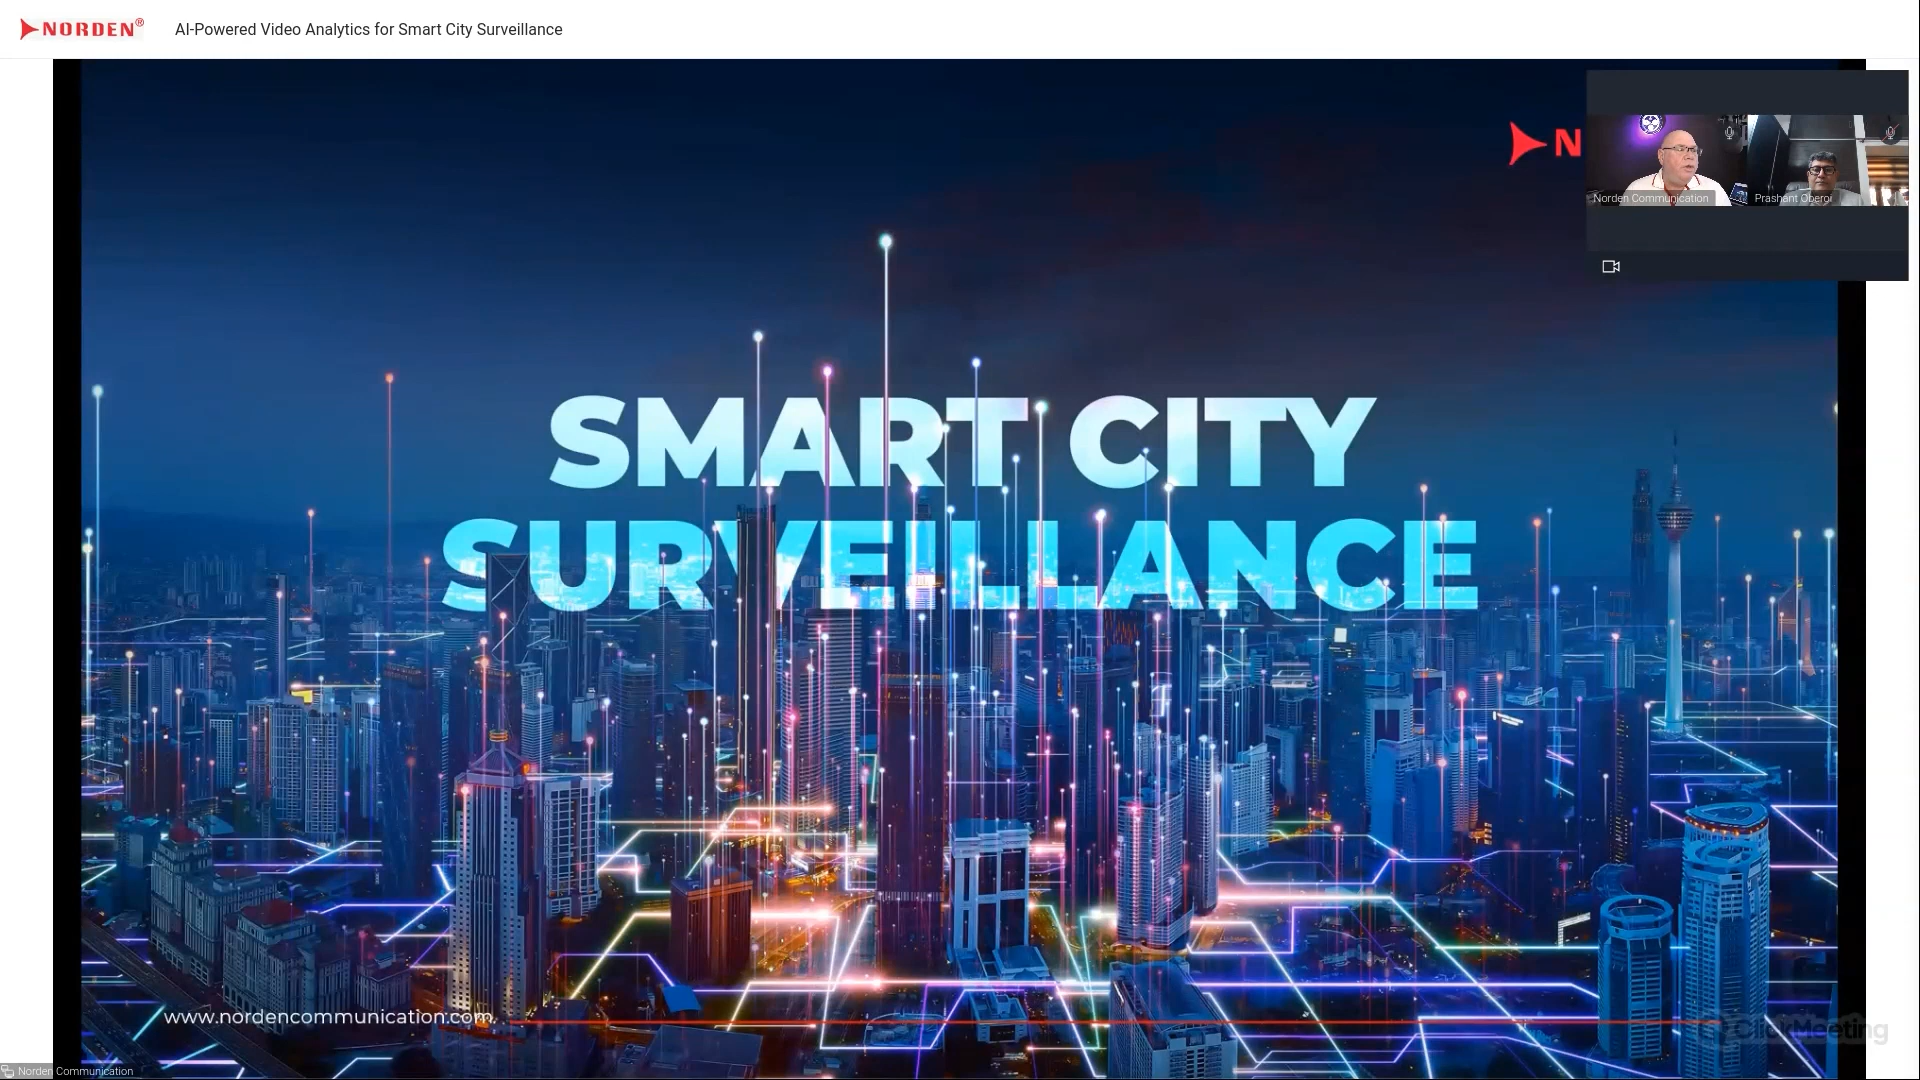 NORDEN®
AI-Powered Video Analytics for Smart City Surveillance
N
Norden Communication
Prashant Oberoi
SMART CITY
SURVEILLANCE
www.nordencommunication.com
ClickMeeting
Norden Communication